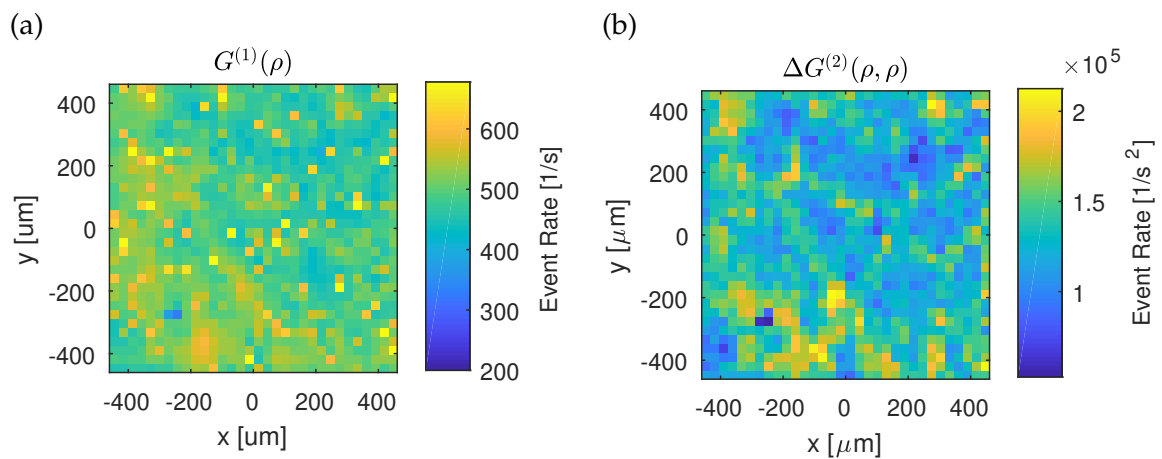 (a)
G^{(1)}(ρ)
400
200
0
-200
-400
y [um]
-400 -200 0 200 400
x [um]
600
500
400
300
200
Event Rate [1/s]
(b)
ΔG^{(2)}(ρ, ρ)
400
200
0
-200
-400
y [μm]
-400 -200 0 200 400
x [μm]
×10^5
2
1.5
1
Event Rate [1/s^2]